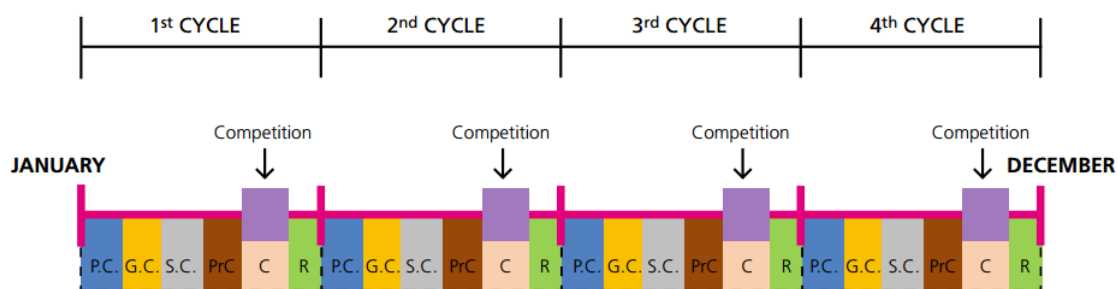 1st CYCLE 2nd CYCLE 3rd CYCLE 4th CYCLE
Competition Competition Competition Competition
JANUARY DECEMBER
P.C. G.C. S.C. PrC C R P.C. G.C. S.C. PrC C R P.C. G.C. S.C. PrC C R P.C. G.C. S.C. PrC C R